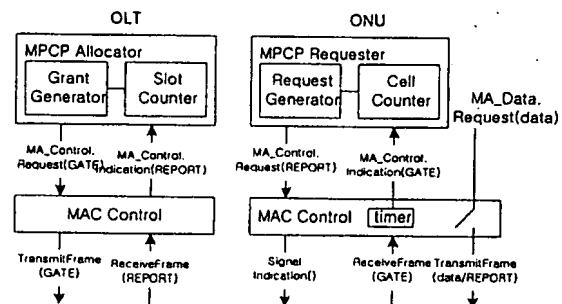 OLT
ONU
MPCP Allocator
Grant
Generator
Slot
Counter
MPCP Requester
Request
Generator
Cell
Counter
MA_Data.
Request(data)
MA_Control.
Request(GATE)
MA_Control.
Indication(REPORT)
MA_Control.
Request(REPORT)
MA_Control.
Indication(GATE)
MAC Control
MAC Control
timer
TransmitFrame
(GATE)
ReceiveFrame
(REPORT)
Signal
Indication()
ReceiveFrame
(GATE)
TransmitFrame
(data/REPORT)